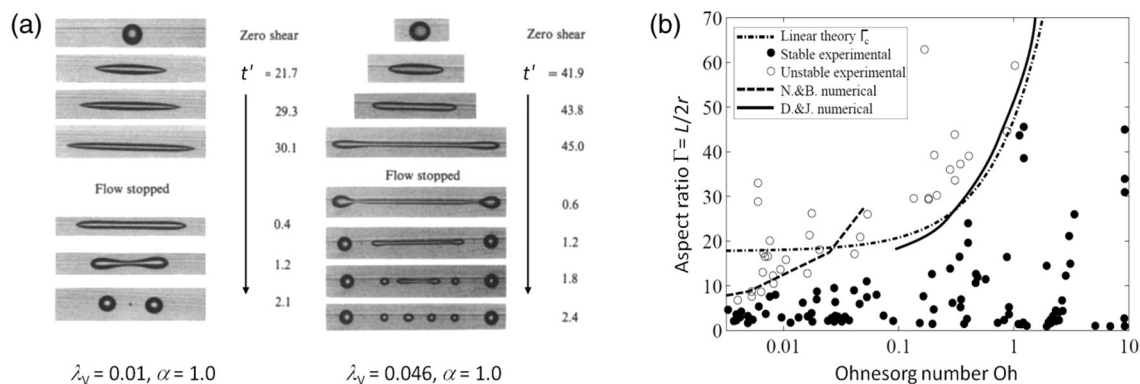 (a)
Zero shear
t′ = 21.7
29.3
30.1
Flow stopped
0.4
1.2
2.1
λV = 0.01, α = 1.0
Zero shear
t′ = 41.9
43.8
45.0
Flow stopped
0.6
1.2
1.8
2.4
λV = 0.046, α = 1.0
(b)
Aspect ratio Γ = L/2r
70
60
50
40
30
20
10
0
Linear theory Γc
Stable experimental
Unstable experimental
N.&B. numerical
D.&J. numerical
0.01
0.1
1
10
Ohnesorg number Oh